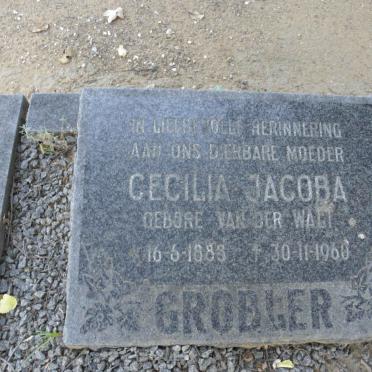 IN LIEFDEVOLLE HERINNERING
AAN ONS DIERBARE MOEDER
CECILIA JACOBA
GEBORE VAN DER WALT
* 16·6·1883 † 30·11·1960
GROBLER